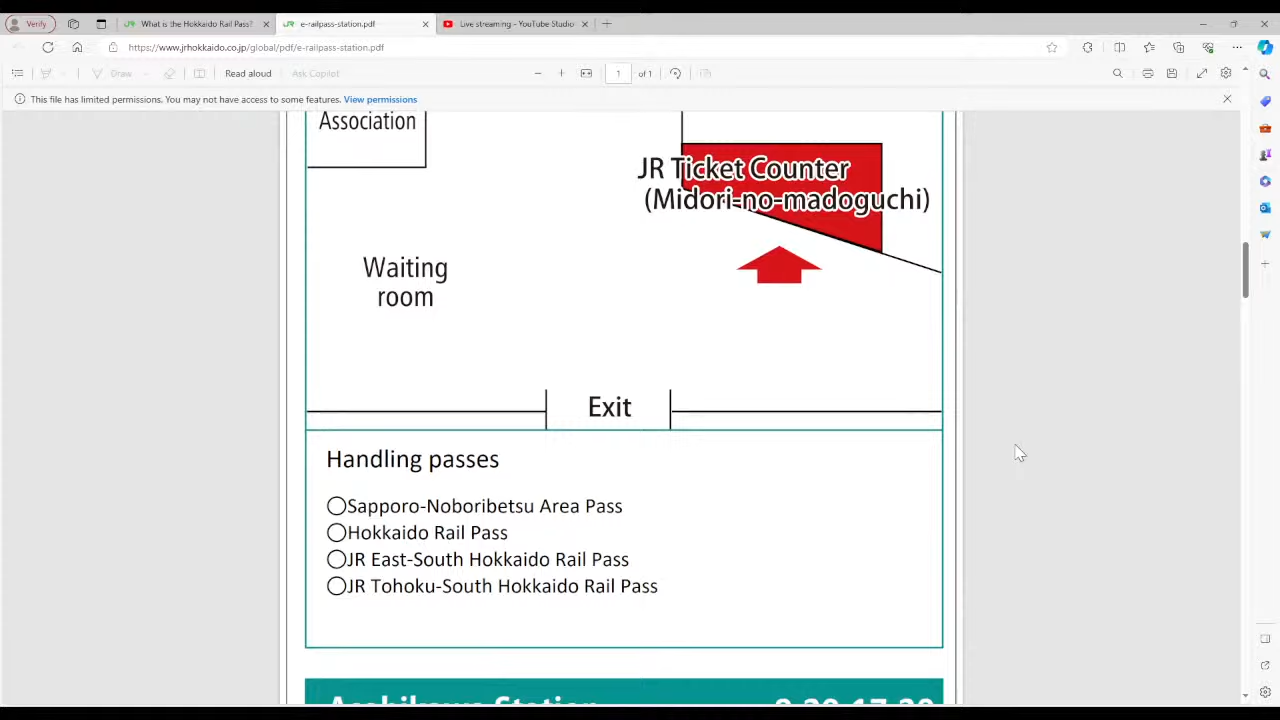 Verify
What is the Hokkaido Rail Pass?
e-railpass-station.pdf
Live streaming - YouTube Studio
https://www.jrhokkaido.co.jp/global/pdf/e-railpass-station.pdf
Draw
Read aloud
Ask Copilot
1
of 1
This file has limited permissions. You may not have access to some features. View permissions
Association
JR Ticket Counter
(Midori-no-madoguchi)
Waiting
room
Exit
Handling passes
○Sapporo-Noboribetsu Area Pass
○Hokkaido Rail Pass
○JR East-South Hokkaido Rail Pass
○JR Tohoku-South Hokkaido Rail Pass